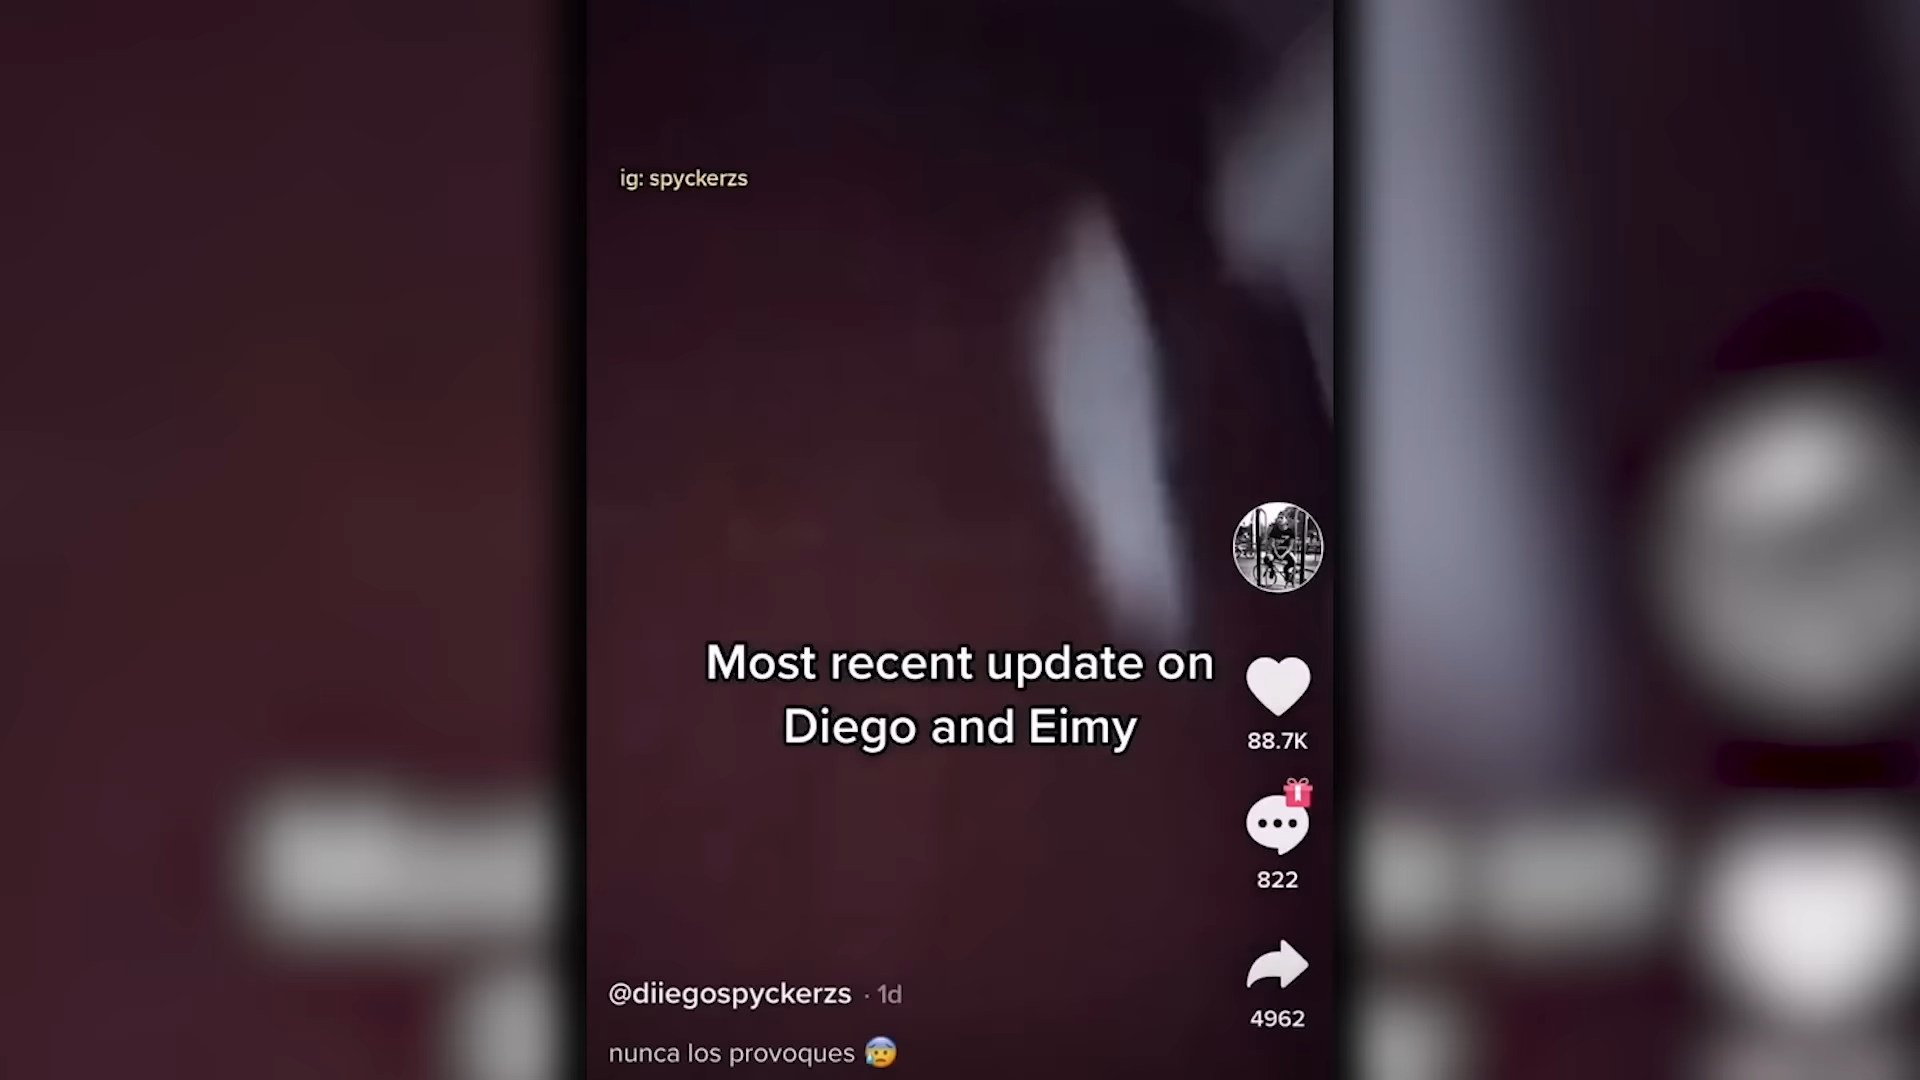 ig: spyckerzs
Most recent update on
Diego and Eimy
88.7K
822
4962
@diiegospyckerzs · 1d
nunca los provoques 😰